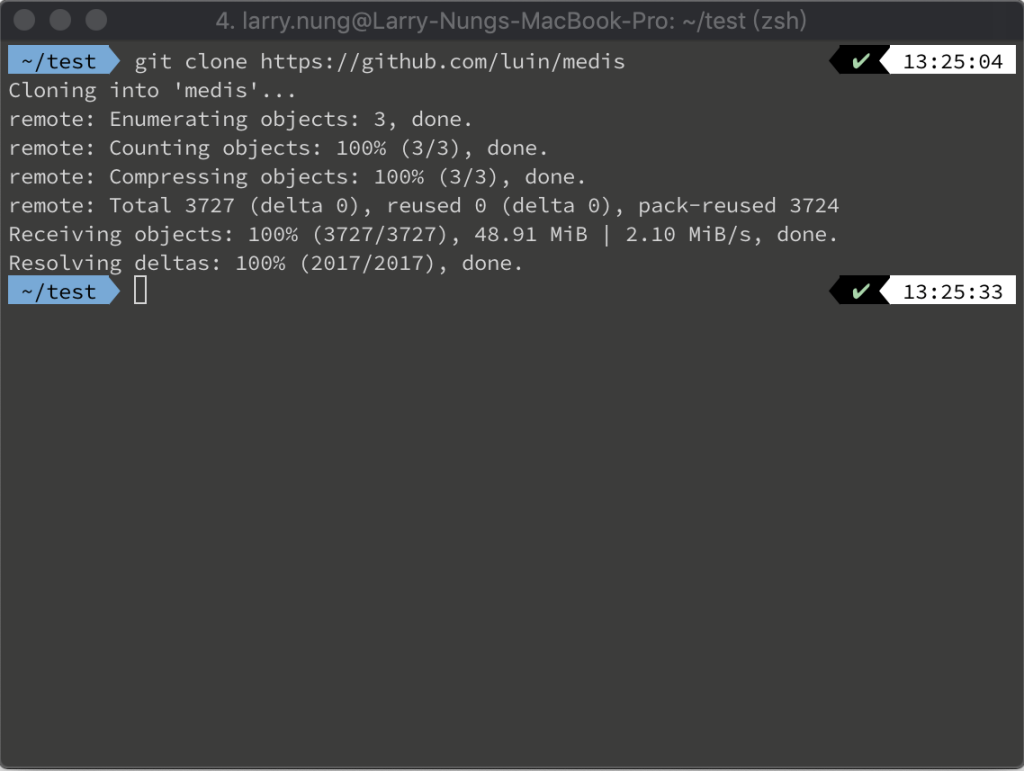 4. larry.nung@Larry-Nungs-MacBook-Pro: ~/test (zsh)
~/test git clone https://github.com/luin/medis ✔ 13:25:04
Cloning into 'medis'...
remote: Enumerating objects: 3, done.
remote: Counting objects: 100% (3/3), done.
remote: Compressing objects: 100% (3/3), done.
remote: Total 3727 (delta 0), reused 0 (delta 0), pack-reused 3724
Receiving objects: 100% (3727/3727), 48.91 MiB | 2.10 MiB/s, done.
Resolving deltas: 100% (2017/2017), done.
~/test ✔ 13:25:33